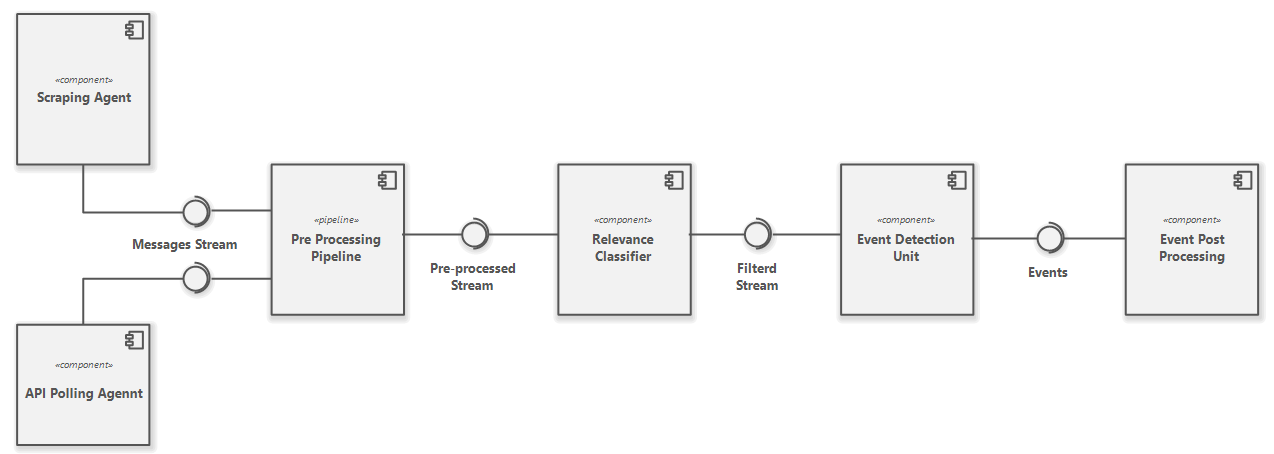 «component»
Scraping Agent
Messages Stream
«component»
API Polling Agennt
«pipeline»
Pre Processing
Pipeline
Pre-processed
Stream
«component»
Relevance
Classifier
Filterd
Stream
«component»
Event Detection
Unit
Events
«component»
Event Post
Processing